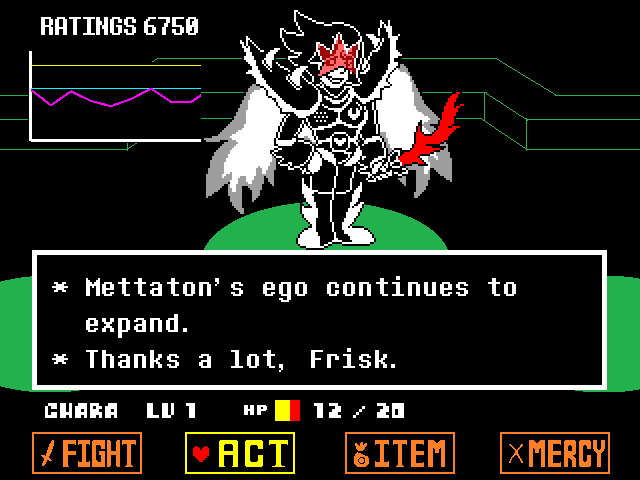 RATINGS 6750
* Mettaton's ego continues to
expand.
* Thanks a lot, Frisk.
CHARA LV 1 HP 12 / 20
FIGHT ACT ITEM MERCY